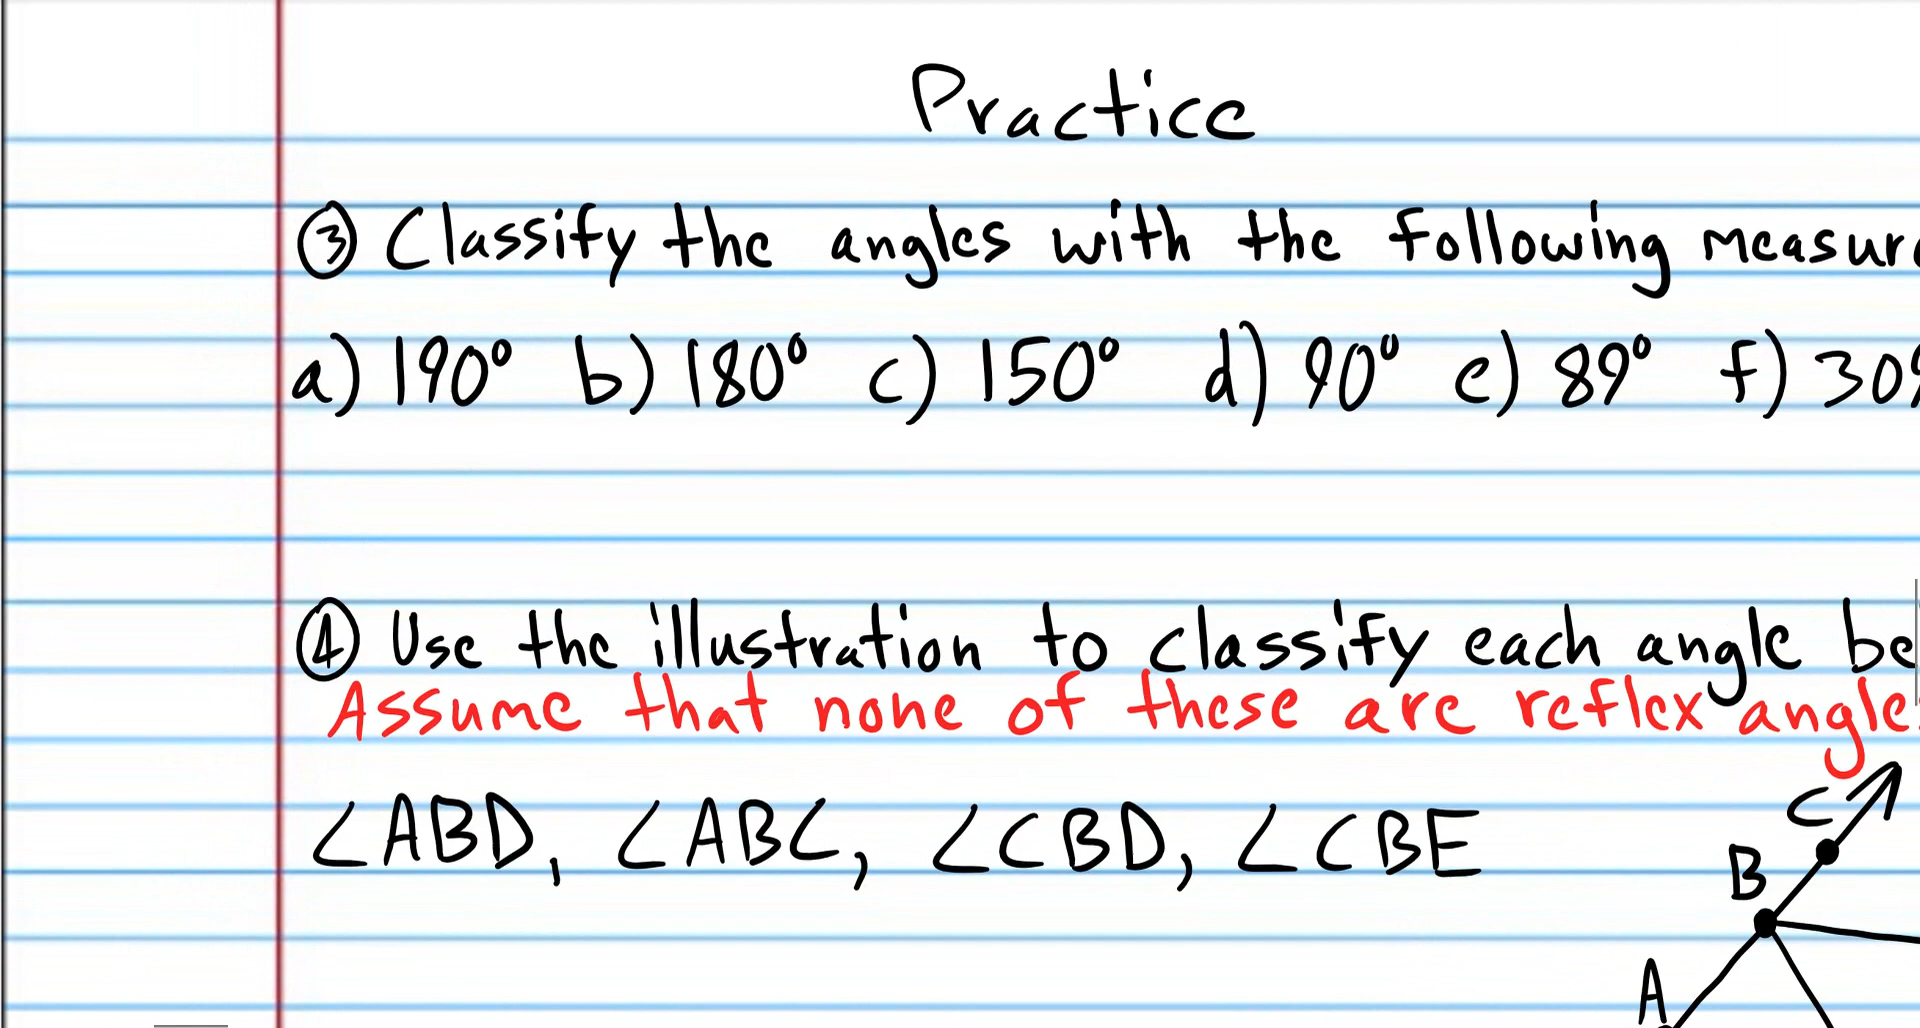 Practice
③ Classify the angles with the following measur
a) 190° b) 180° c) 150° d) 90° e) 89° f) 30°
④ Use the illustration to classify each angle be
Assume that none of these are reflex angle
∠ABD, ∠ABC, ∠CBD, ∠CBE
C
B
A